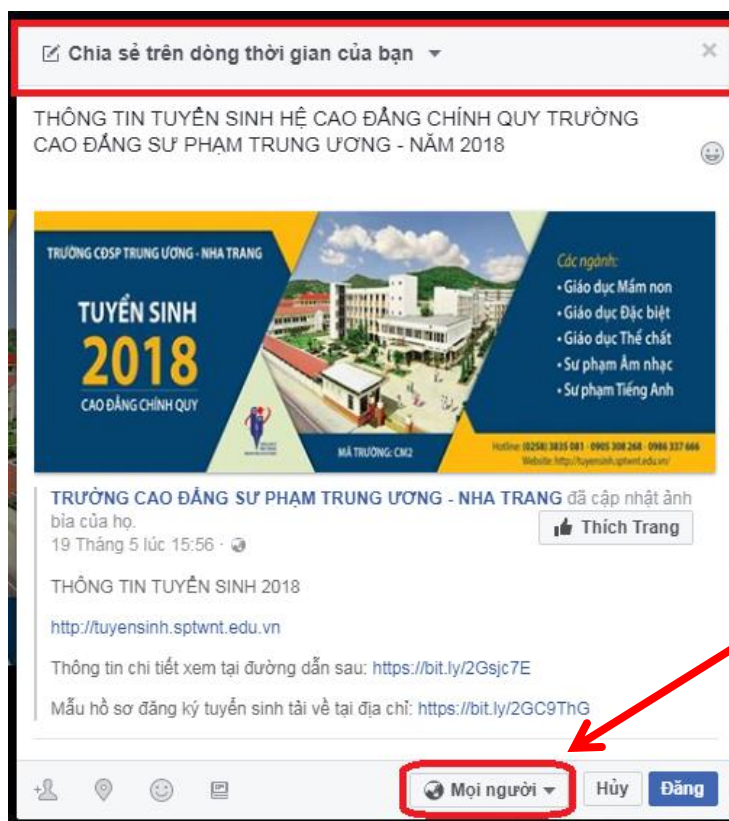 Chia sẻ trên dòng thời gian của bạn
THÔNG TIN TUYỂN SINH HỆ CAO ĐẲNG CHÍNH QUY TRƯỜNG
CAO ĐẲNG SƯ PHẠM TRUNG ƯƠNG - NĂM 2018
TRƯỜNG CĐSP TRUNG ƯƠNG - NHA TRANG
TUYỂN SINH
2018
CAO ĐẲNG CHÍNH QUY
MÃ TRƯỜNG: CM2
Các ngành:
• Giáo dục Mầm non
• Giáo dục Đặc biệt
• Giáo dục Thể chất
• Sư phạm Âm nhạc
• Sư phạm Tiếng Anh
Hotline: (0258) 3835 081 - 0905 308 268 - 0986 337 666
Website: http://tuyensinh.sptwnt.edu.vn/
TRƯỜNG CAO ĐẲNG SƯ PHẠM TRUNG ƯƠNG - NHA TRANG đã cập nhật ảnh
bìa của họ.
19 Tháng 5 lúc 15:56 ·
Thích Trang
THÔNG TIN TUYỂN SINH 2018
http://tuyensinh.sptwnt.edu.vn
Thông tin chi tiết xem tại đường dẫn sau: https://bit.ly/2Gsjc7E
Mẫu hồ sơ đăng ký tuyển sinh tải về tại địa chỉ: https://bit.ly/2GC9ThG
Mọi người
Hủy
Đăng